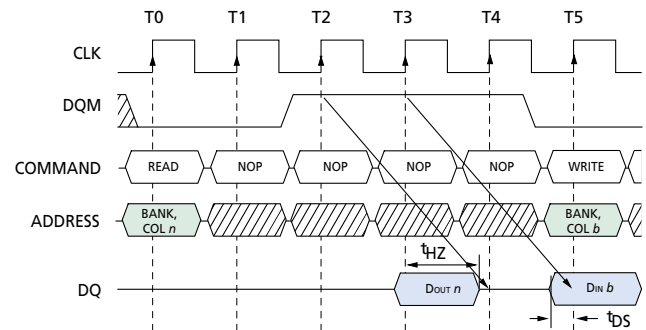 T0 T1 T2 T3 T4 T5
CLK
DQM
COMMAND READ NOP NOP NOP NOP WRITE
ADDRESS BANK, COL n BANK, COL b
tHZ
DQ DOUT n DIN b
tDS